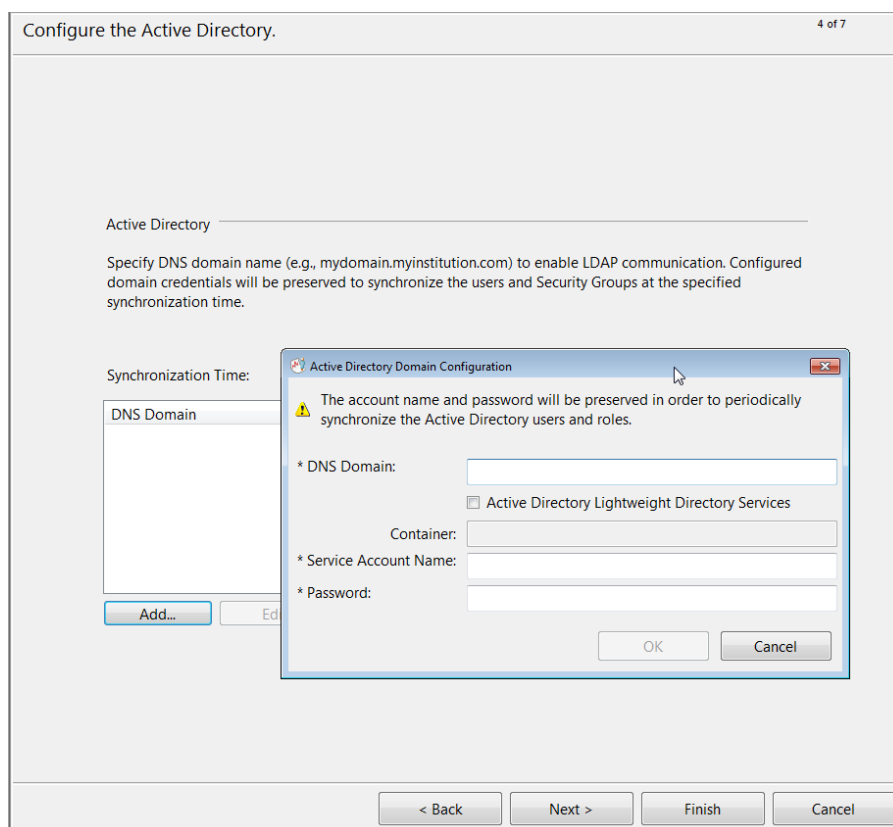 Configure the Active Directory.
4 of 7
Active Directory
Specify DNS domain name (e.g., mydomain.myinstitution.com) to enable LDAP communication. Configured
domain credentials will be preserved to synchronize the users and Security Groups at the specified
synchronization time.
Synchronization Time:
DNS Domain
Active Directory Domain Configuration
The account name and password will be preserved in order to periodically
synchronize the Active Directory users and roles.
* DNS Domain:
Active Directory Lightweight Directory Services
Container:
* Service Account Name:
* Password:
OK
Cancel
Add...
Edi
< Back
Next >
Finish
Cancel